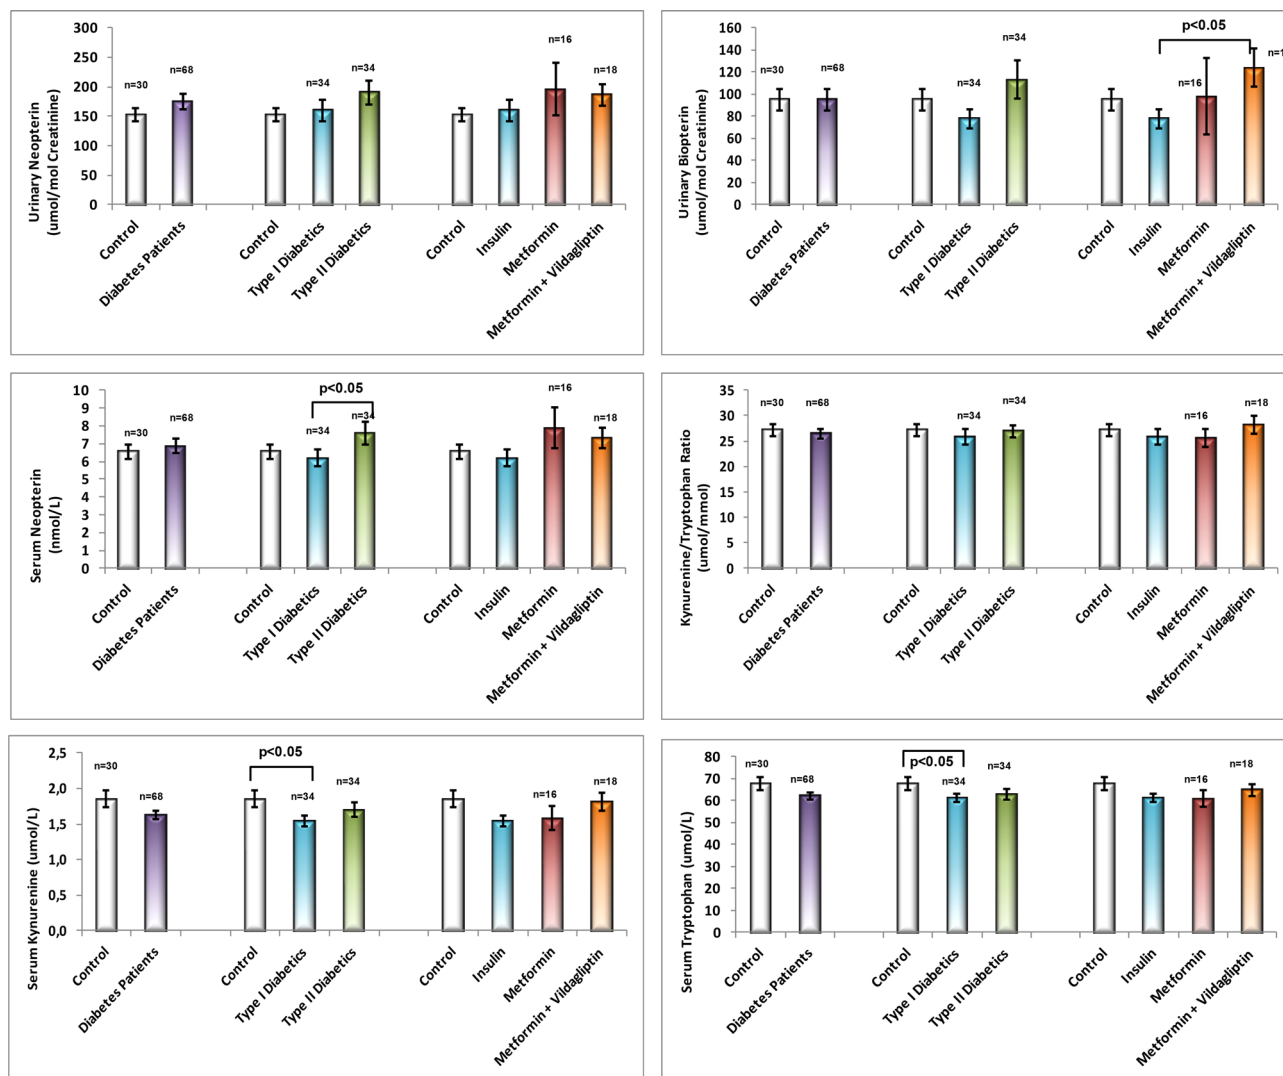 Urinary Neopterin
(umol/mol Creatinine)
300
250
200
150
100
50
0
n=30
n=68
n=34
n=34
n=16
n=18
Control
Diabetes Patients
Control
Type I Diabetics
Type II Diabetics
Control
Insulin
Metformin
Metformin + Vildagliptin
Urinary Biopterin
(umol/mol Creatinine)
160
140
120
100
80
60
40
20
0
n=30
n=68
n=34
n=34
p<0.05
n=16
n=1
Control
Diabetes Patients
Control
Type I Diabetics
Type II Diabetics
Control
Insulin
Metformin
Metformin + Vildagliptin
Serum Neopterin
(nmol/L)
10
9
8
7
6
5
4
3
2
1
0
n=30
n=68
p<0.05
n=34
n=34
n=16
n=18
Control
Diabetes Patients
Control
Type I Diabetics
Type II Diabetics
Control
Insulin
Metformin
Metformin + Vildagliptin
Kynurenine/Tryptophan Ratio
(umol/mmol)
35
30
25
20
15
10
5
0
n=30
n=68
n=34
n=34
n=16
n=18
Control
Diabetes Patients
Control
Type I Diabetics
Type II Diabetics
Control
Insulin
Metformin
Metformin + Vildagliptin
Serum Kynurenine (umol/L)
2,5
2,0
1,5
1,0
0,5
0,0
n=30
n=68
p<0.05
n=34
n=34
n=16
n=18
Control
Diabetes Patients
Control
Type I Diabetics
Type II Diabetics
Control
Insulin
Metformin
Metformin + Vildagliptin
Serum Tryptophan (umol/L)
80
70
60
50
40
30
20
10
0
n=30
n=68
p<0.05
n=34
n=34
n=16
n=18
Control
Diabetes Patients
Control
Type I Diabetics
Type II Diabetics
Control
Insulin
Metformin
Metformin + Vildagliptin